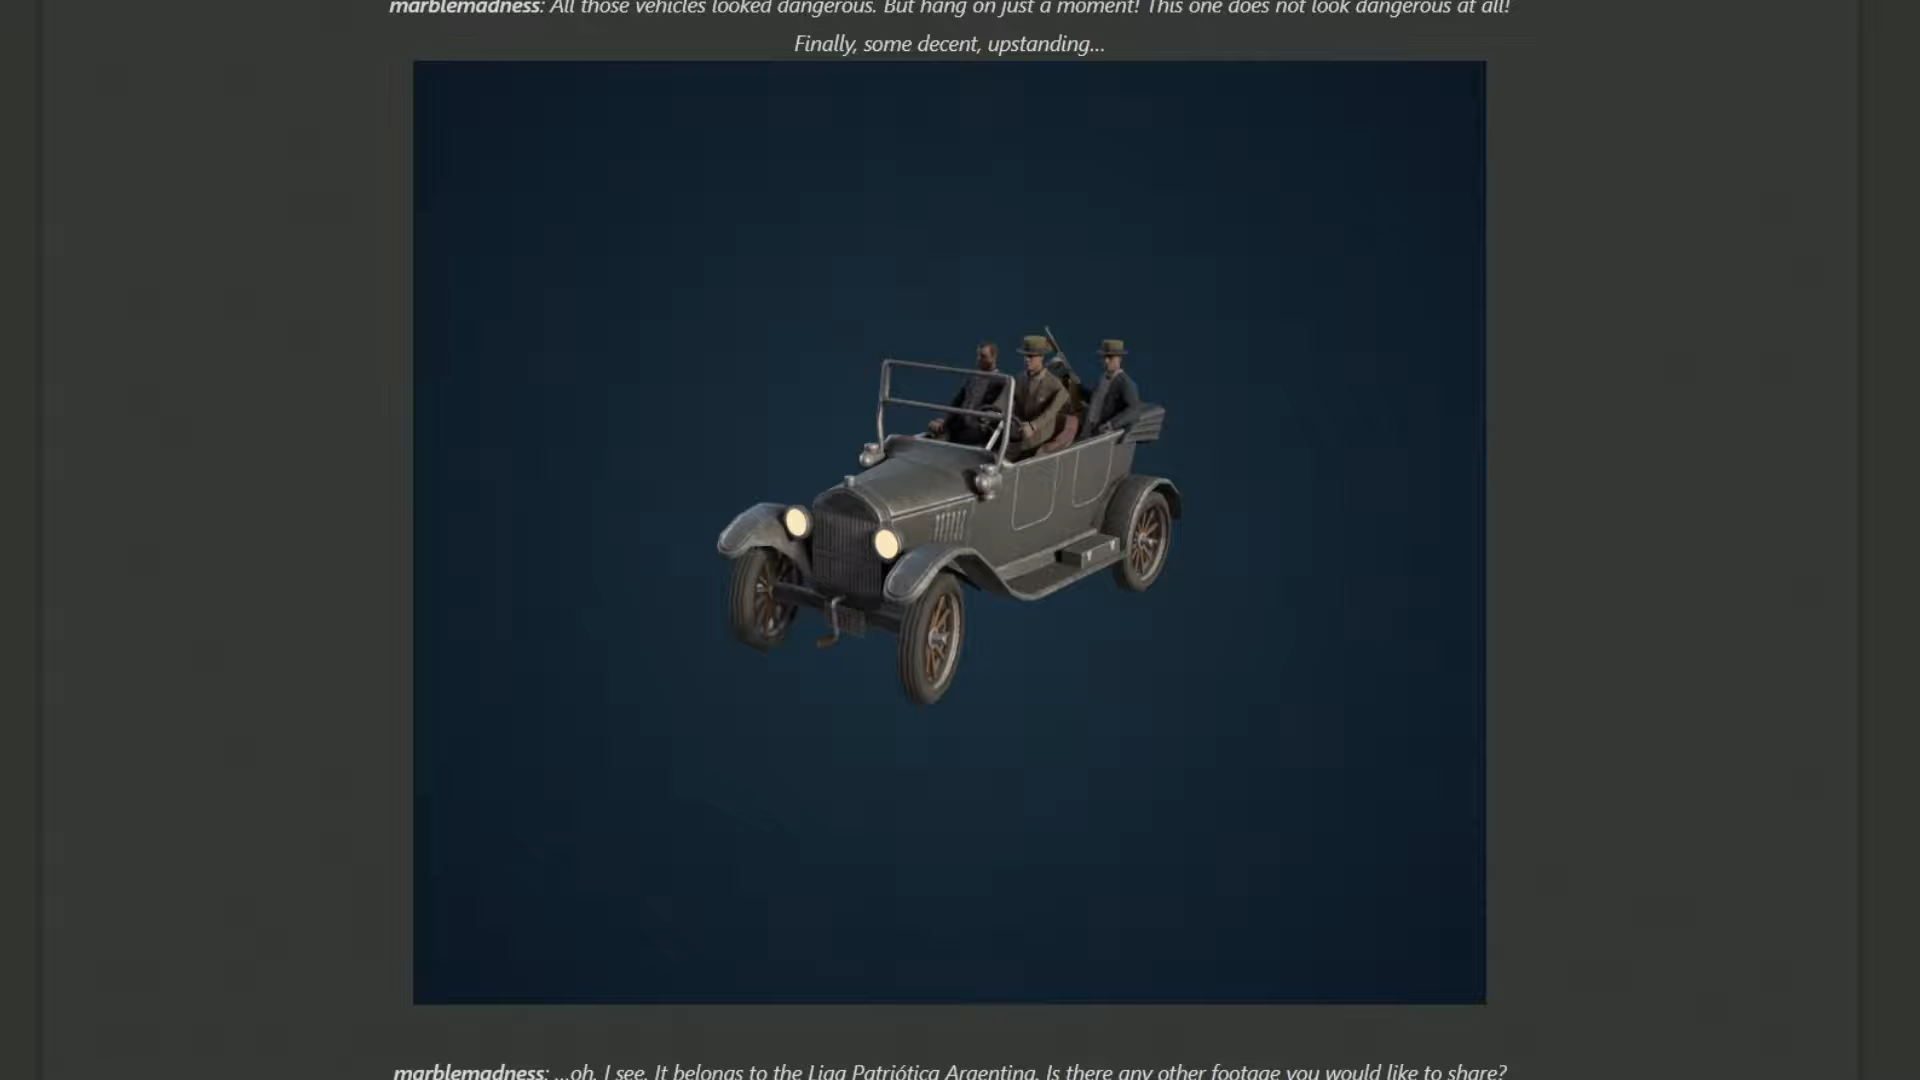 marblemadness: All those vehicles looked dangerous. But hang on just a moment! This one does not look dangerous at all!
Finally, some decent, upstanding...
marblemadness: ...oh, I see. It belongs to the Liga Patriótica Argentina. Is there any other footage you would like to share?